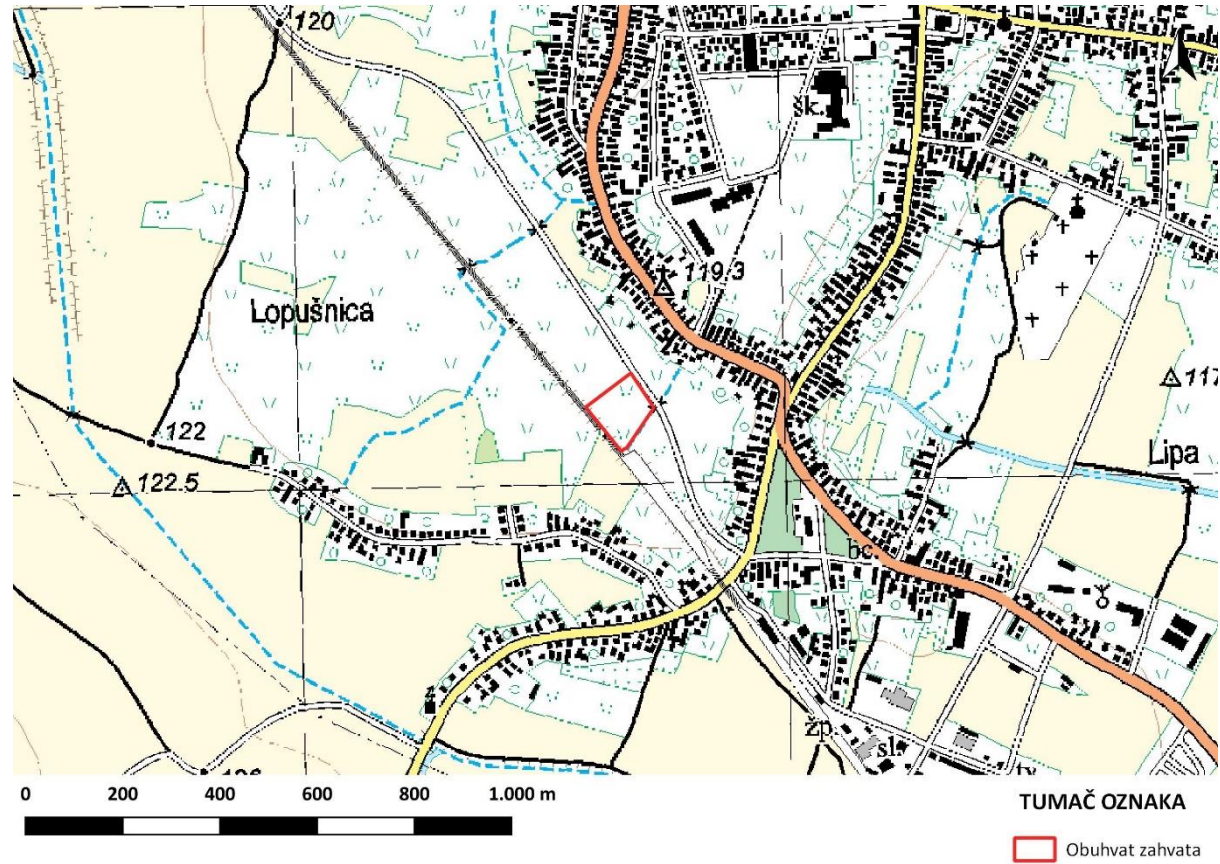 120
šk.
119.3
Lopušnica
117
122
Lipa
122.5
bc.
žp.
sl.
0 200 400 600 800 1.000 m
TUMAČ OZNAKA
Obuhvat zahvata